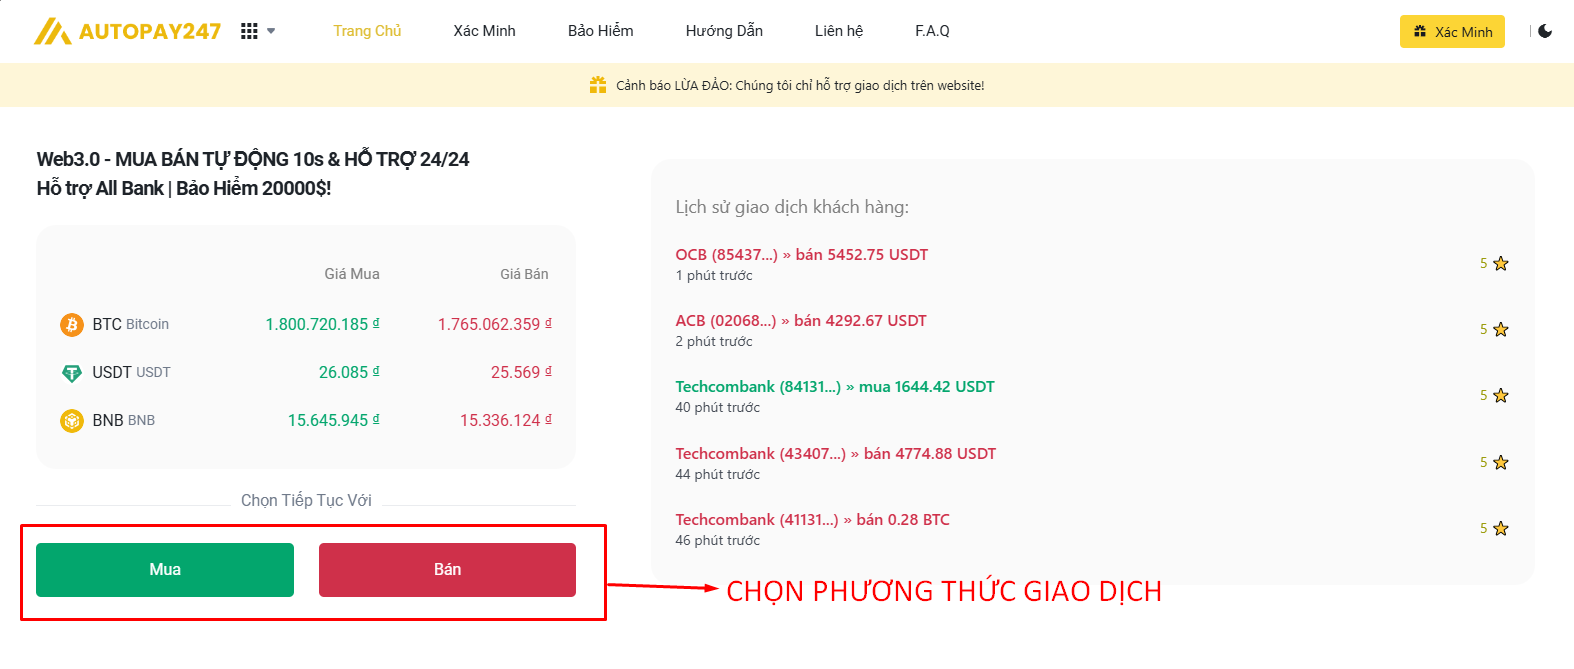 AUTOPAY247
Trang Chủ
Xác Minh
Bảo Hiểm
Hướng Dẫn
Liên hệ
F.A.Q
Xác Minh
Cảnh báo LỪA ĐẢO: Chúng tôi chỉ hỗ trợ giao dịch trên website!
Web3.0 - MUA BÁN TỰ ĐỘNG 10s & HỖ TRỢ 24/24
Hỗ trợ All Bank | Bảo Hiểm 20000$!
Giá Mua Giá Bán
BTC Bitcoin 1.800.720.185 ₫ 1.765.062.359 ₫
USDT USDT 26.085 ₫ 25.569 ₫
BNB BNB 15.645.945 ₫ 15.336.124 ₫
Chọn Tiếp Tục Với
Mua
Bán
Lịch sử giao dịch khách hàng:
OCB (85437...) » bán 5452.75 USDT
1 phút trước
5
ACB (02068...) » bán 4292.67 USDT
2 phút trước
5
Techcombank (84131...) » mua 1644.42 USDT
40 phút trước
5
Techcombank (43407...) » bán 4774.88 USDT
44 phút trước
5
Techcombank (41131...) » bán 0.28 BTC
46 phút trước
5
CHỌN PHƯƠNG THỨC GIAO DỊCH